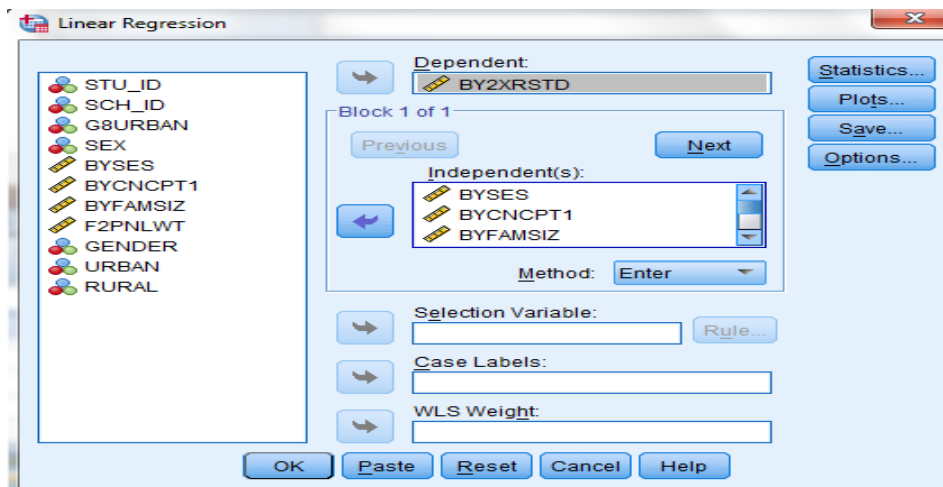 Linear Regression
STU_ID
SCH_ID
G8URBAN
SEX
BYSES
BYCNCPT1
BYFAMSIZ
F2PNLWT
GENDER
URBAN
RURAL
Dependent:
BY2XRSTD
Block 1 of 1
Previous
Next
Independent(s):
BYSES
BYCNCPT1
BYFAMSIZ
Method: Enter
Selection Variable:
Rule...
Case Labels:
WLS Weight:
Statistics...
Plots...
Save...
Options...
OK Paste Reset Cancel Help